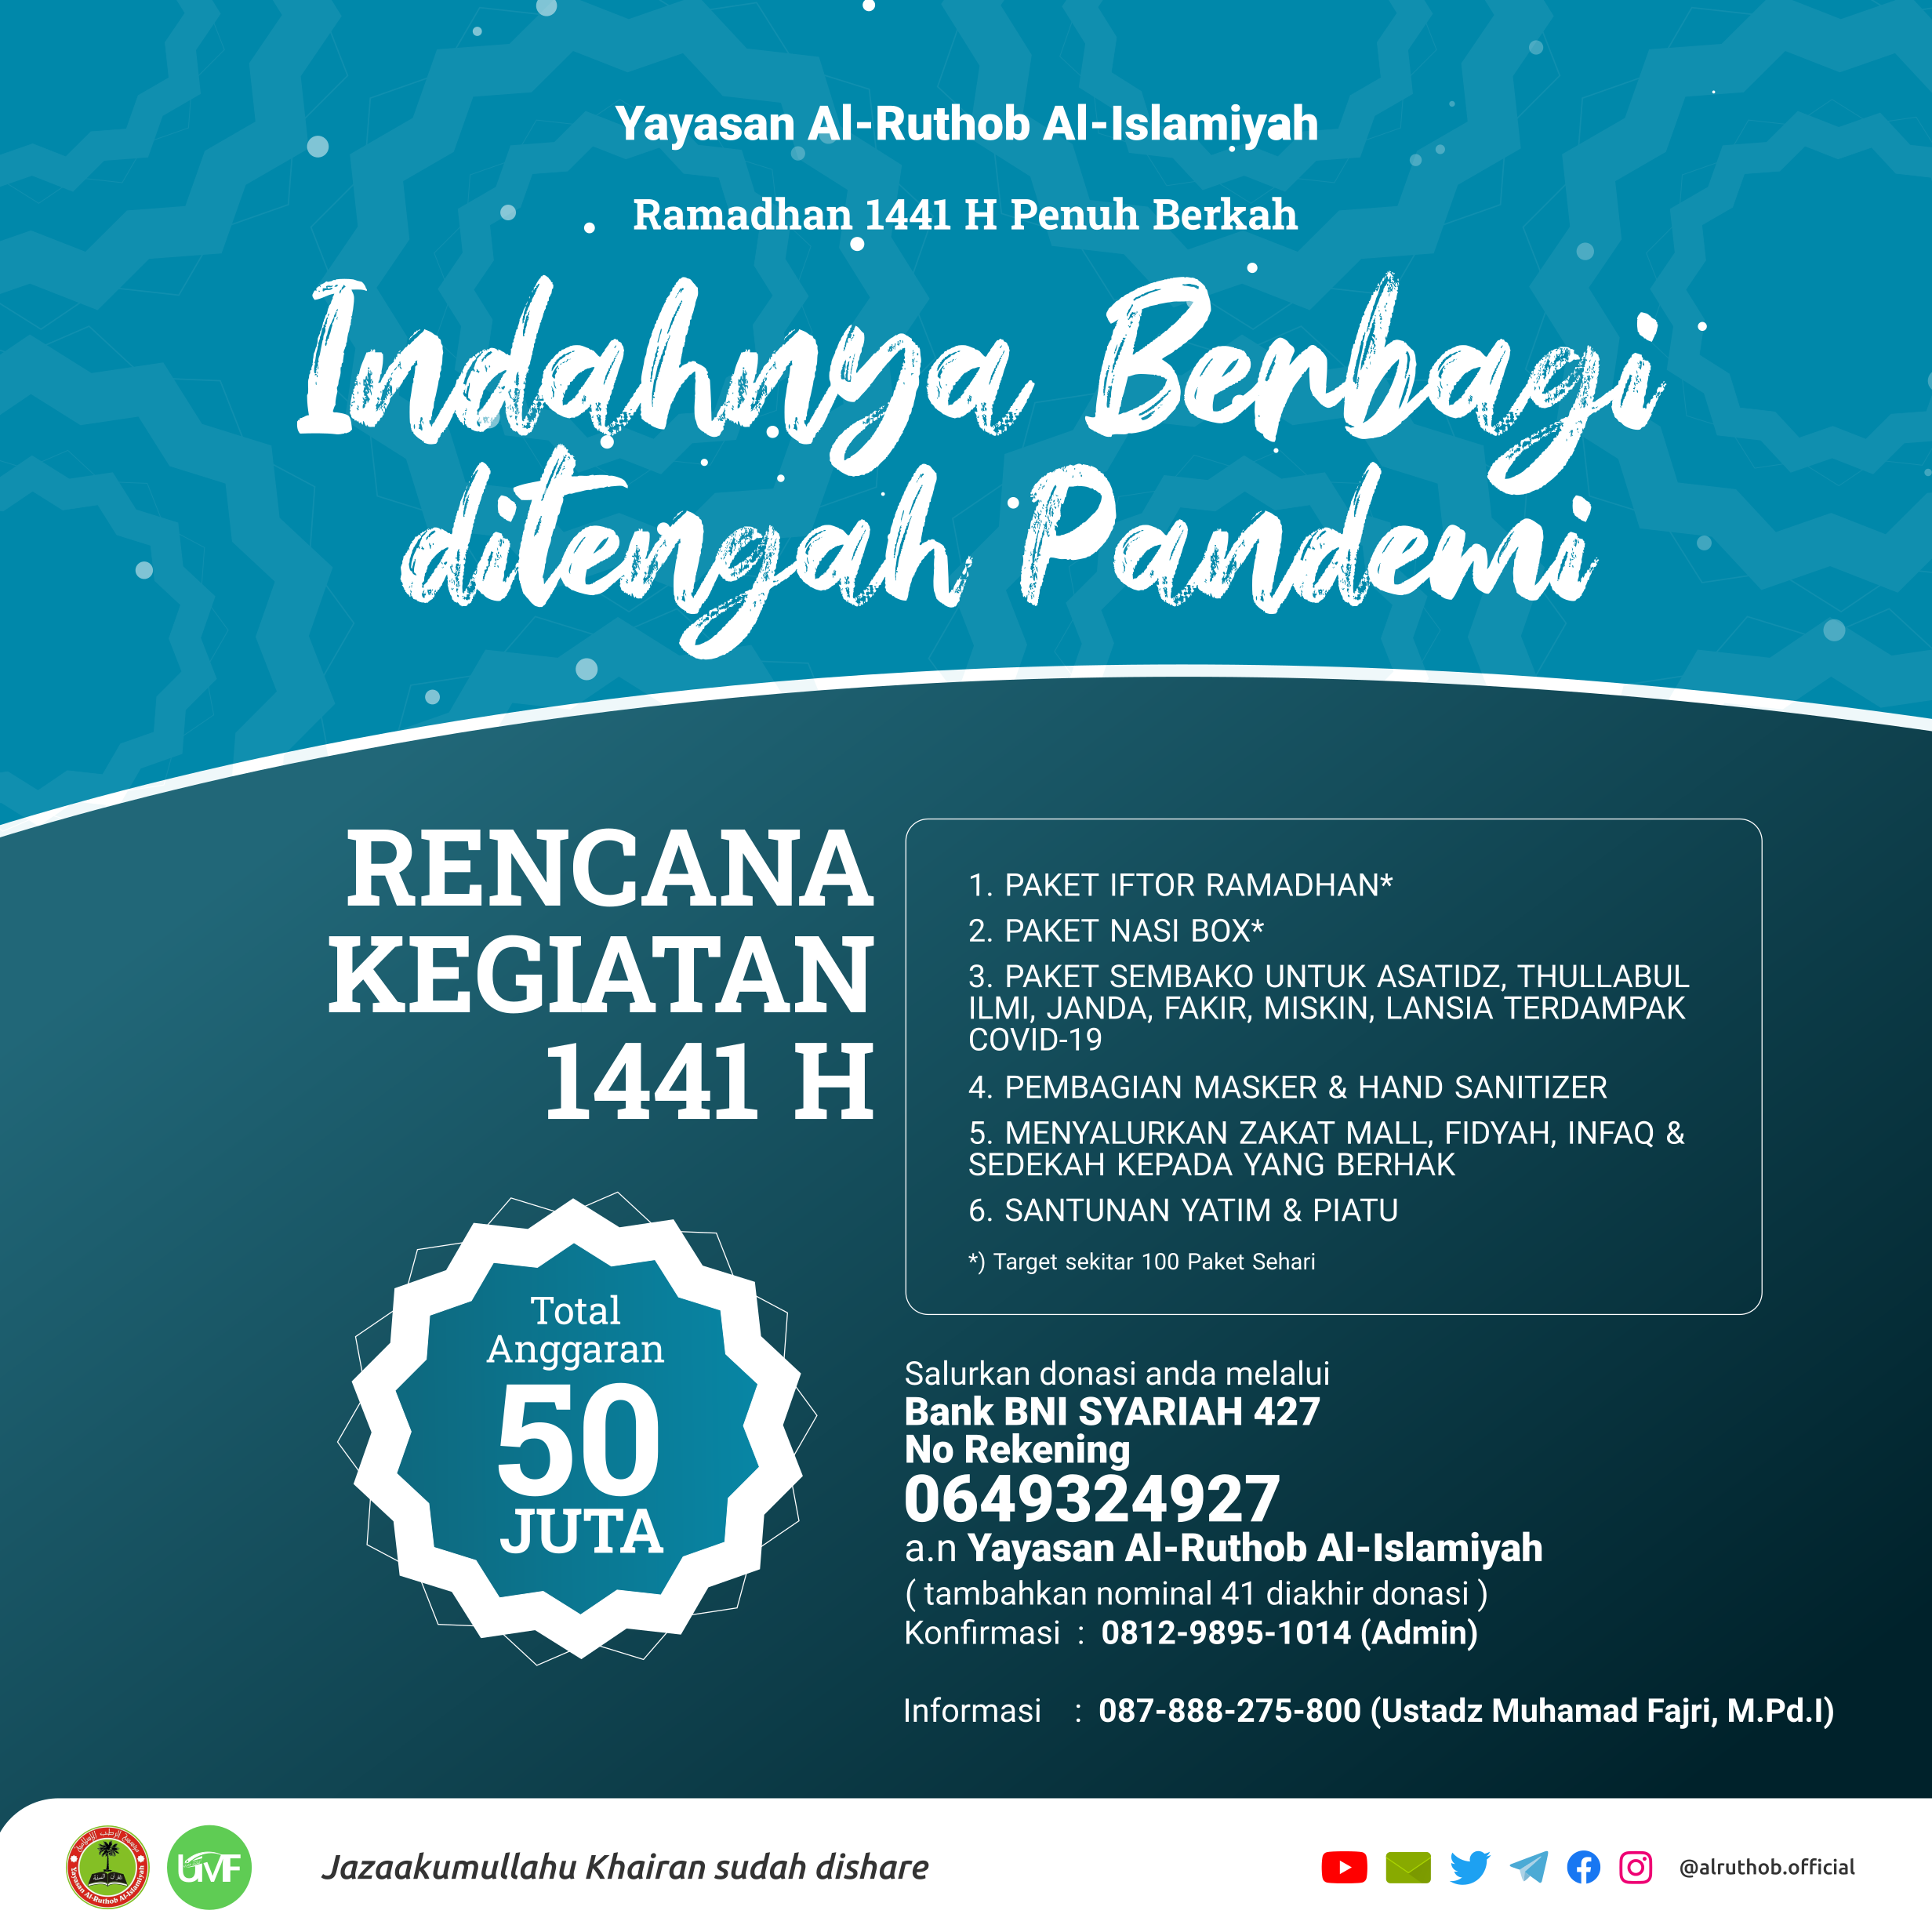 Yayasan Al-Ruthob Al-Islamiyah
Ramadhan 1441 H Penuh Berkah
Indahnya Berbagi
ditengah Pandemi
RENCANA
KEGIATAN
1441 H
1. PAKET IFTOR RAMADHAN*
2. PAKET NASI BOX*
3. PAKET SEMBAKO UNTUK ASATIDZ, THULLABUL
ILMI, JANDA, FAKIR, MISKIN, LANSIA TERDAMPAK
COVID-19
4. PEMBAGIAN MASKER & HAND SANITIZER
5. MENYALURKAN ZAKAT MALL, FIDYAH, INFAQ &
SEDEKAH KEPADA YANG BERHAK
6. SANTUNAN YATIM & PIATU
*) Target sekitar 100 Paket Sehari
Total
Anggaran
50
JUTA
Salurkan donasi anda melalui
Bank BNI SYARIAH 427
No Rekening
0649324927
a.n Yayasan Al-Ruthob Al-Islamiyah
( tambahkan nominal 41 diakhir donasi )
Konfirmasi : 0812-9895-1014 (Admin)
Informasi : 087-888-275-800 (Ustadz Muhamad Fajri, M.Pd.I)
Yayasan Al-Ruthob Al-Islamiyah
UMF
Jazaakumullahu Khairan sudah dishare
@alruthob.official